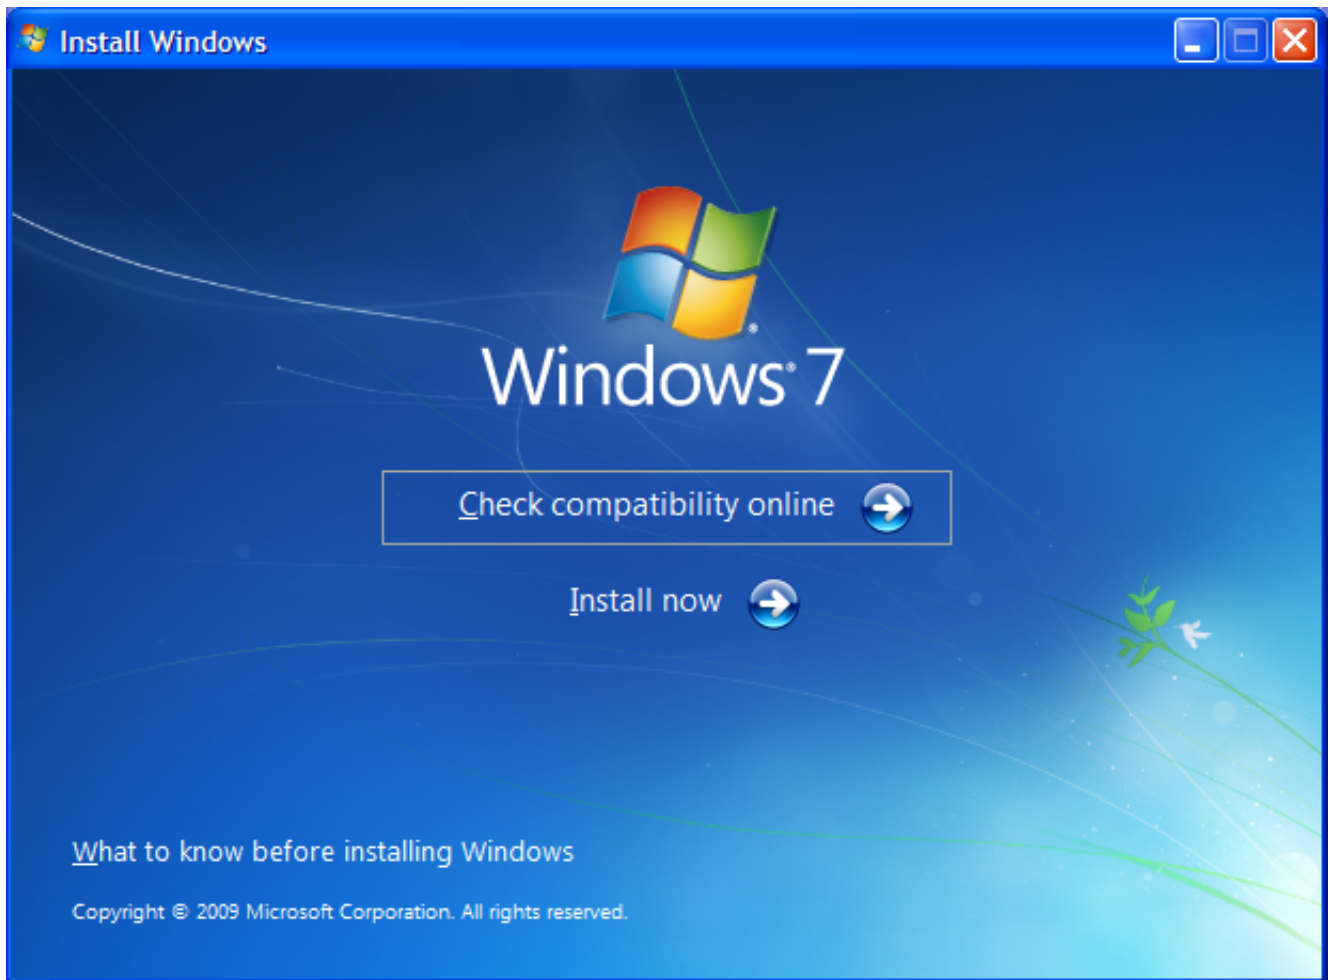 Install Windows
Windows® 7
Check compatibility online
Install now
What to know before installing Windows
Copyright © 2009 Microsoft Corporation. All rights reserved.